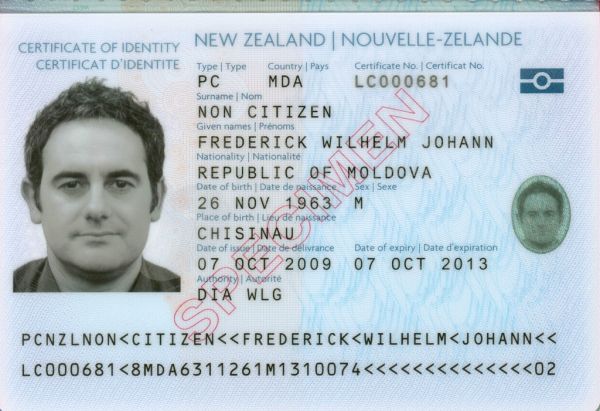 CERTIFICATE OF IDENTITY
CERTIFICAT D'IDENTITE
NEW ZEALAND | NOUVELLE-ZELANDE
Type | Type Country | Pays Certificate No. | Certificat No.
PC MDA LC000681
Surname | Nom
NON CITIZEN
Given names | Prénoms
FREDERICK WILHELM JOHANN
Nationality | Nationalité
REPUBLIC OF MOLDOVA
Date of birth | Date de naissance Sex | Sexe
26 NOV 1963 M
Place of birth | Lieu de naissance
CHISINAU
Date of issue | Date de délivrance Date of expiry | Date d'expiration
07 OCT 2009 07 OCT 2013
Authority | Autorité
DIA WLG
SPECIMEN
PCNZLNON<CITIZEN<<FREDERICK<WILHELM<JOHANN<<
LC000681<8MDA6311261M1310074<<<<<<<<<<<<<<02